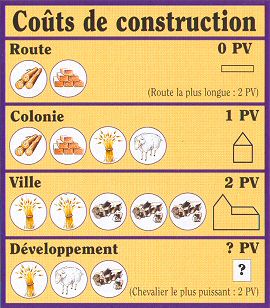 Coûts de construction
Route 0 PV
(Route la plus longue : 2 PV)
Colonie 1 PV
Ville 2 PV
Développement ? PV
?
(Chevalier le plus puissant : 2 PV)